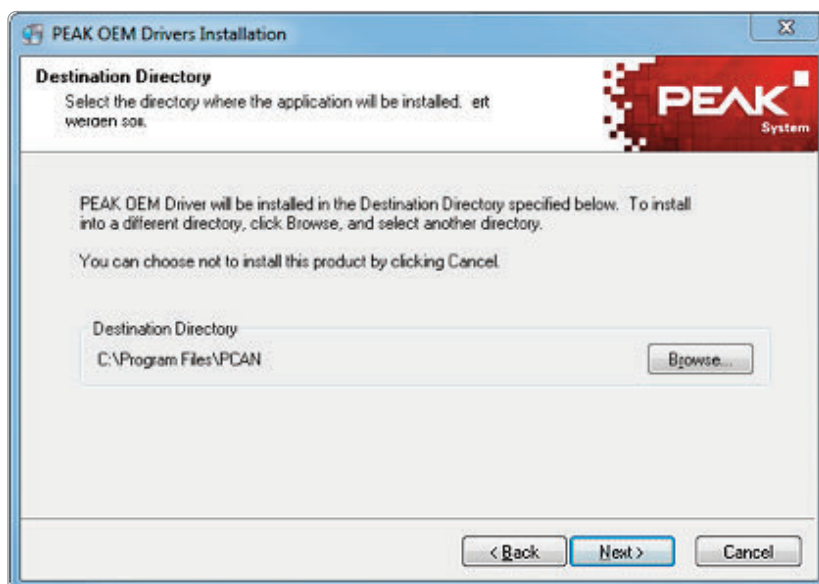 PEAK OEM Drivers Installation
Destination Directory
Select the directory where the application will be installed. ert
werden soll.
PEAK
System
PEAK OEM Driver will be installed in the Destination Directory specified below. To install
into a different directory, click Browse, and select another directory.
You can choose not to install this product by clicking Cancel.
Destination Directory
C:\Program Files\PCAN
Browse...
< Back
Next >
Cancel